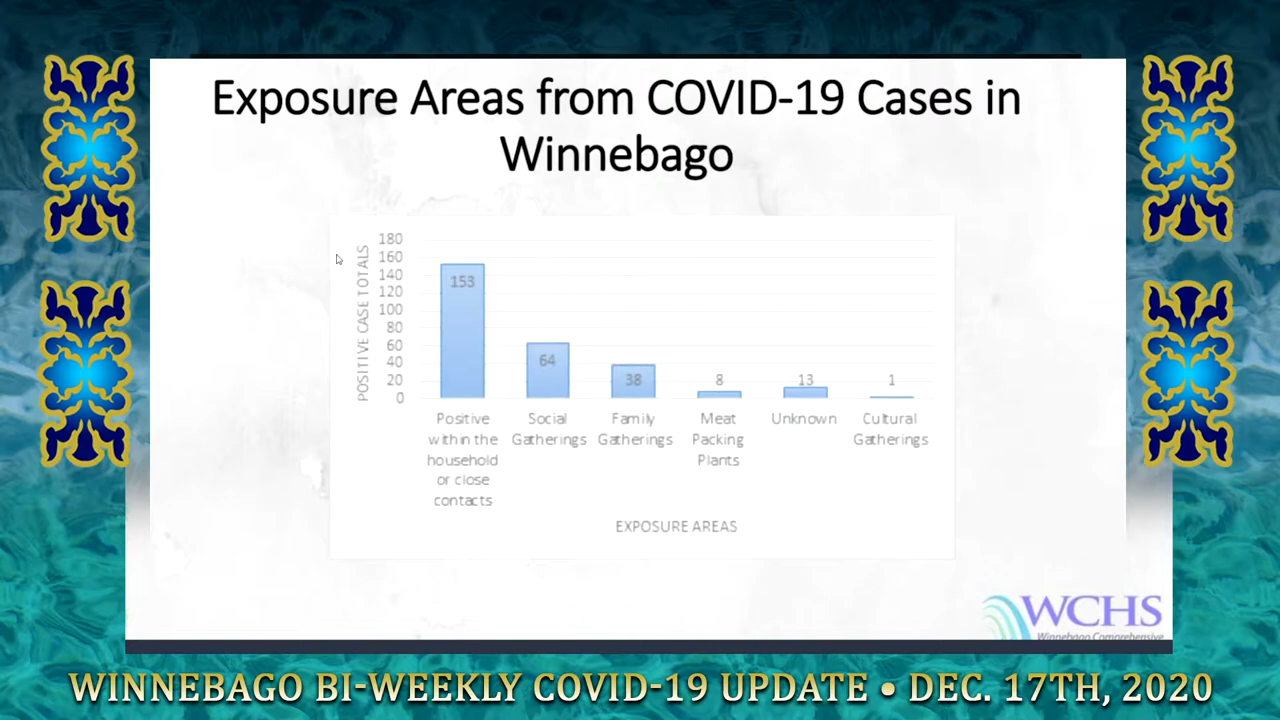 Exposure Areas from COVID-19 Cases in
Winnebago
POSITIVE CASE TOTALS
180
160
140
120
100
80
60
40
20
0
153
64
38
8
13
1
Positive
within the
household
or close
contacts
Social
Gatherings
Family
Gatherings
Meat
Packing
Plants
Unknown
Cultural
Gatherings
EXPOSURE AREAS
WCHS
Winnebago Comprehensive
WINNEBAGO BI-WEEKLY COVID-19 UPDATE • DEC. 17TH, 2020